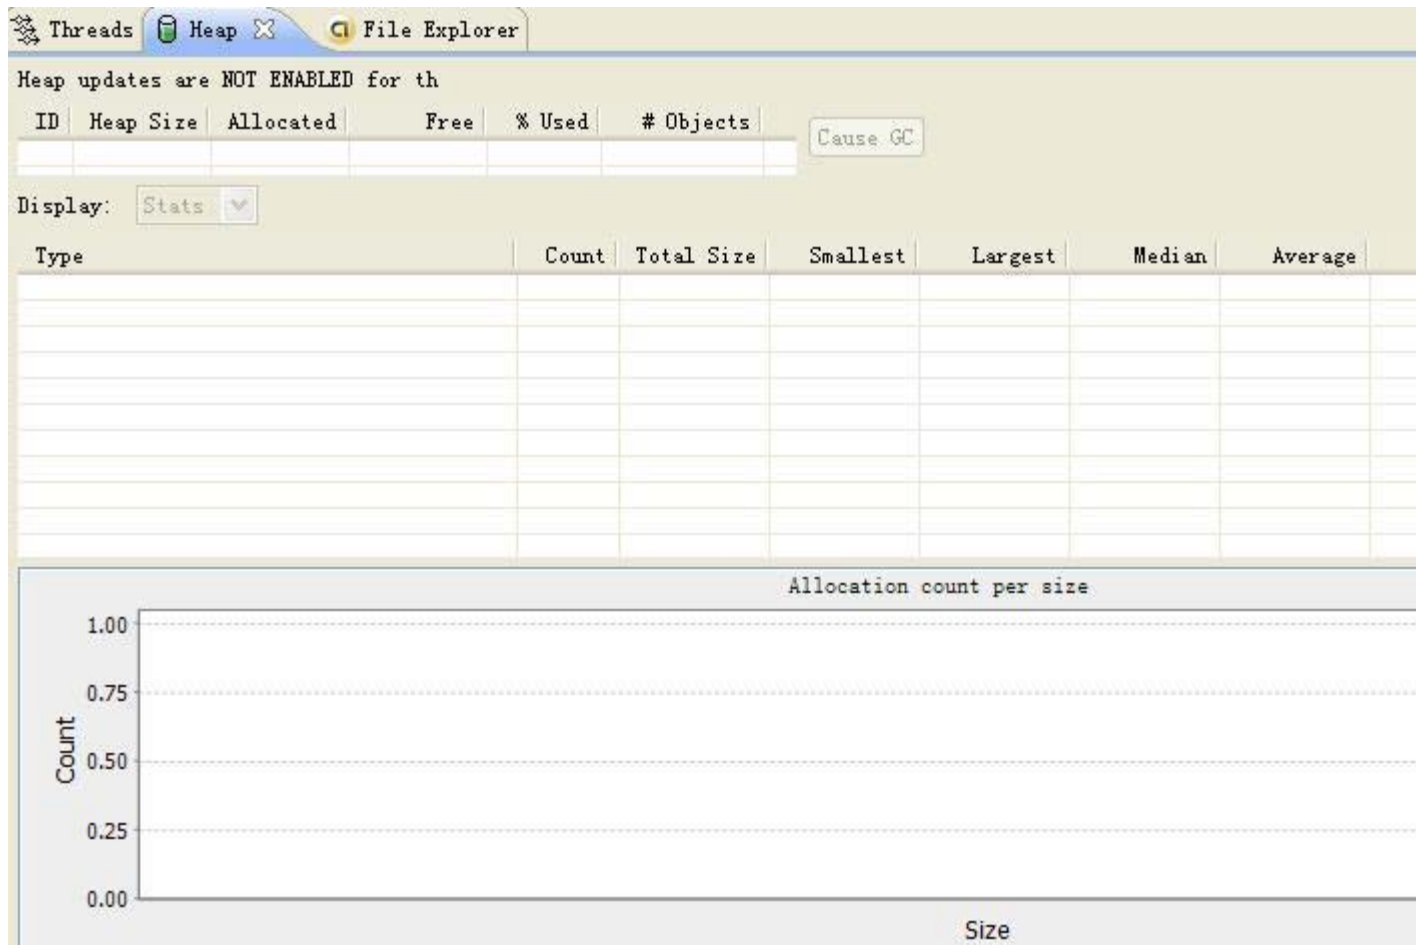 Threads Heap File Explorer
Heap updates are NOT ENABLED for th
ID Heap Size Allocated Free % Used # Objects
Cause GC
Display: Stats
Type Count Total Size Smallest Largest Median Average
Allocation count per size
1.00
0.75
0.50
0.25
0.00
Count
Size